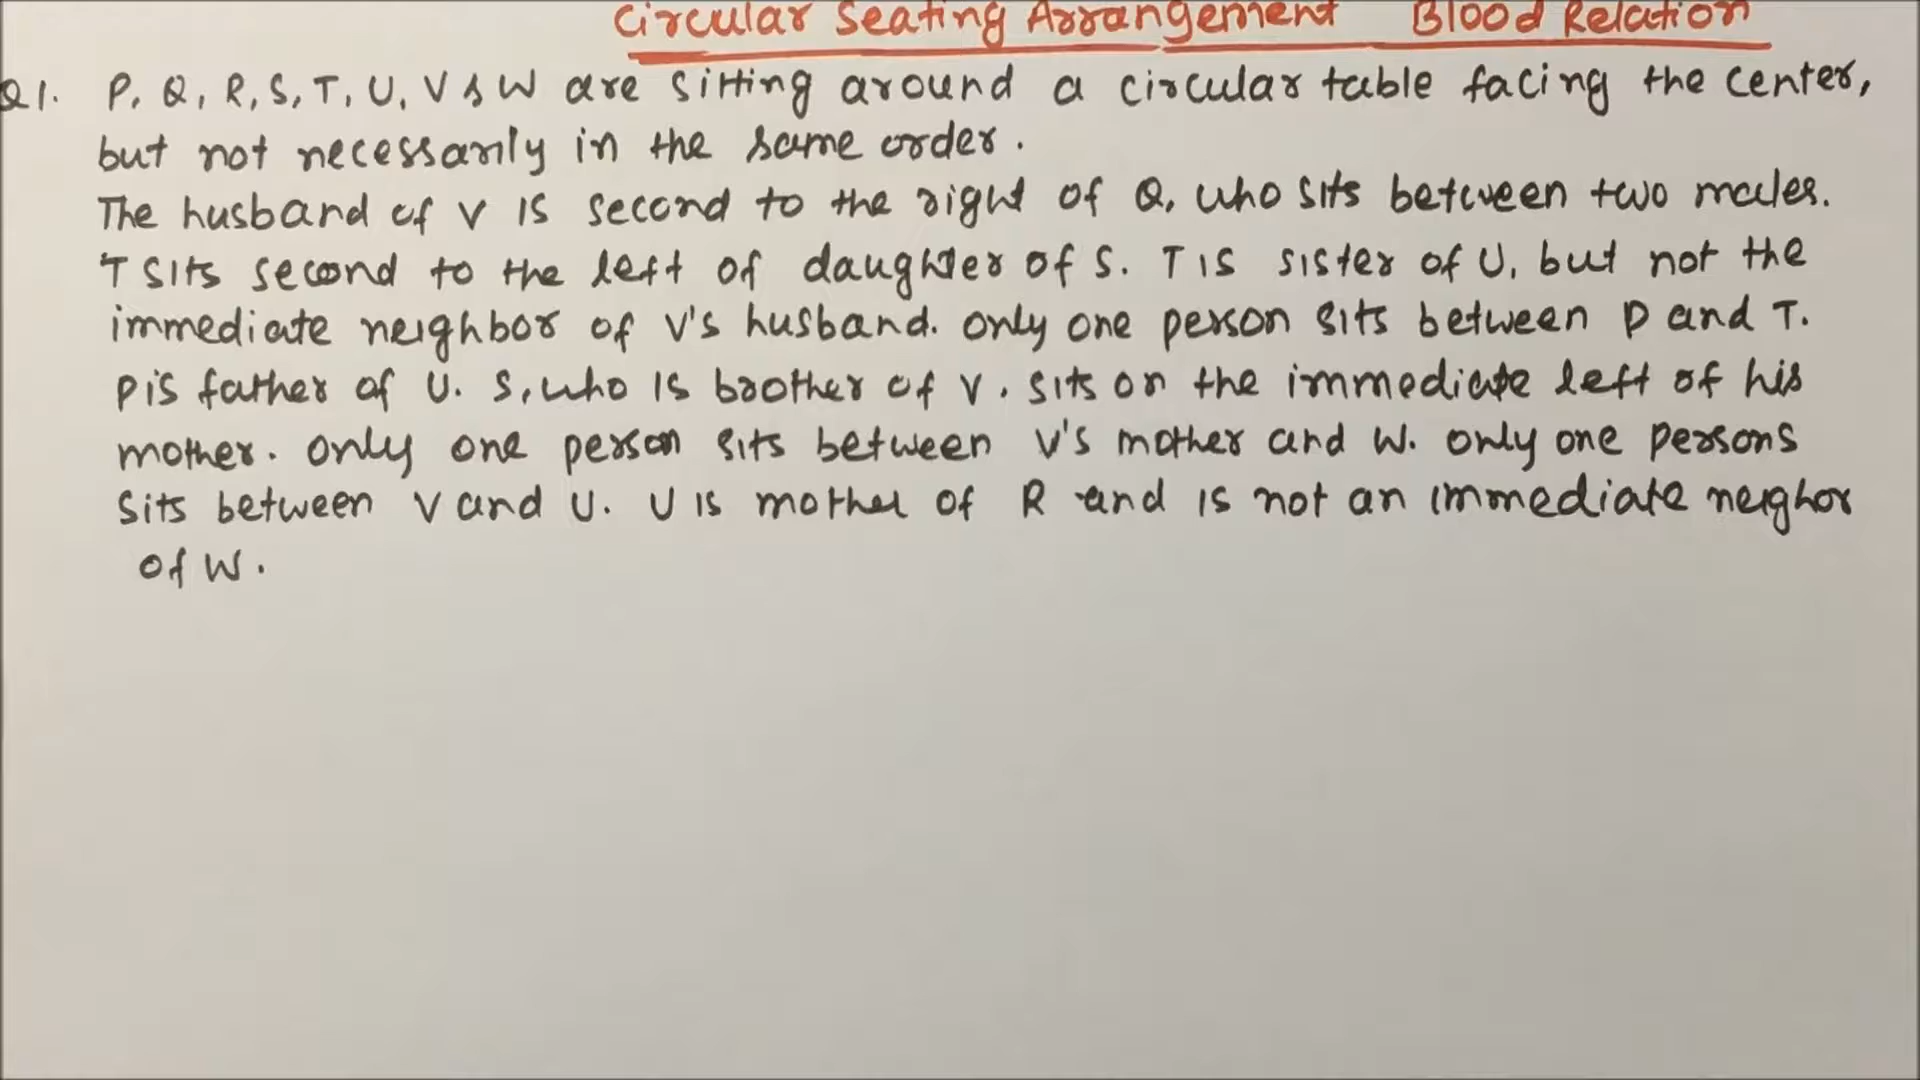 Circular Seating Arrangement Blood Relation
Q1. P, Q, R, S, T, U, V & W are sitting around a circular table facing the center,
but not necessarily in the same order.
The husband of V is second to the right of Q, who sits between two males.
T sits second to the left of daughter of S. T is sister of U, but not the
immediate neighbor of V's husband. only one person sits between P and T.
P is father of U. S, who is brother of V, sits on the immediate left of his
mother. only one person sits between V's mother and W. only one persons
sits between V and U. U is mother of R and is not an immediate neighor
of W.